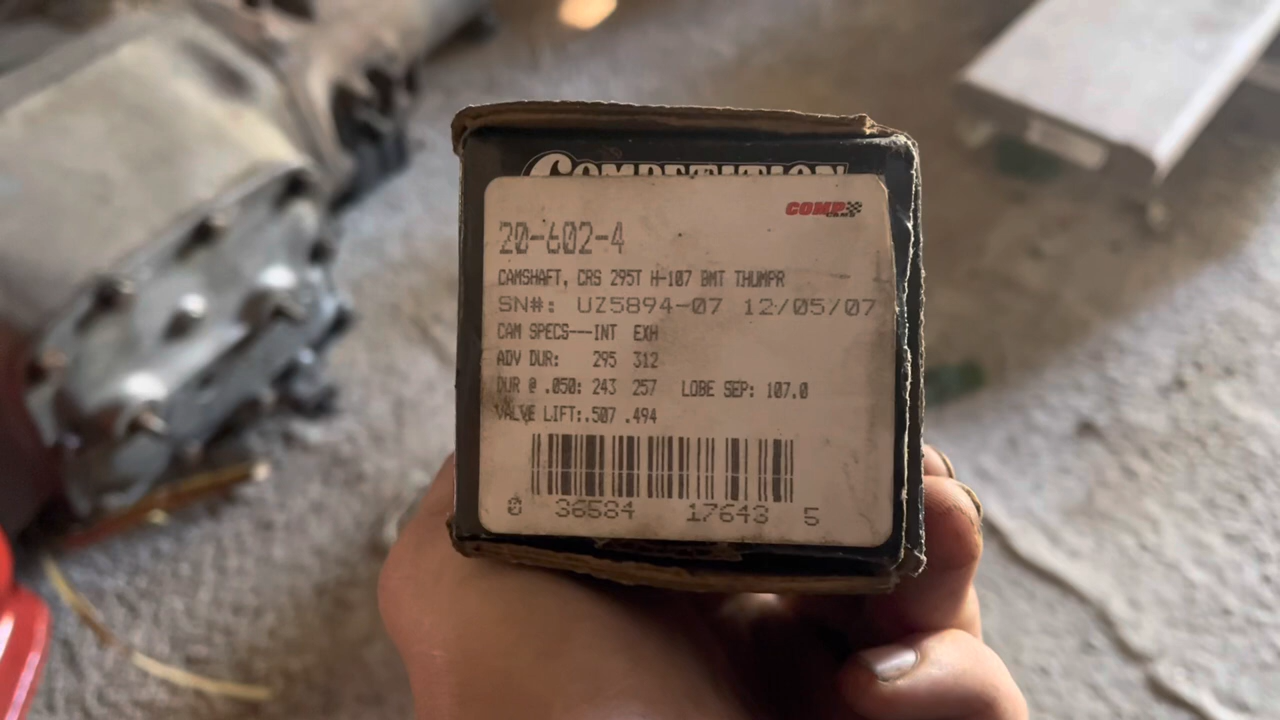 COMPETITION
COMP
CAMS
20-602-4
CAMSHAFT, CRS 295T H-107 BMT THUMPR
SN#: UZ5894-07 12/05/07
CAM SPECS---INT EXH
ADV DUR: 295 312
DUR @ .050: 243 257 LOBE SEP: 107.0
VALVE LIFT:.507 .494
0 36584 17643 5